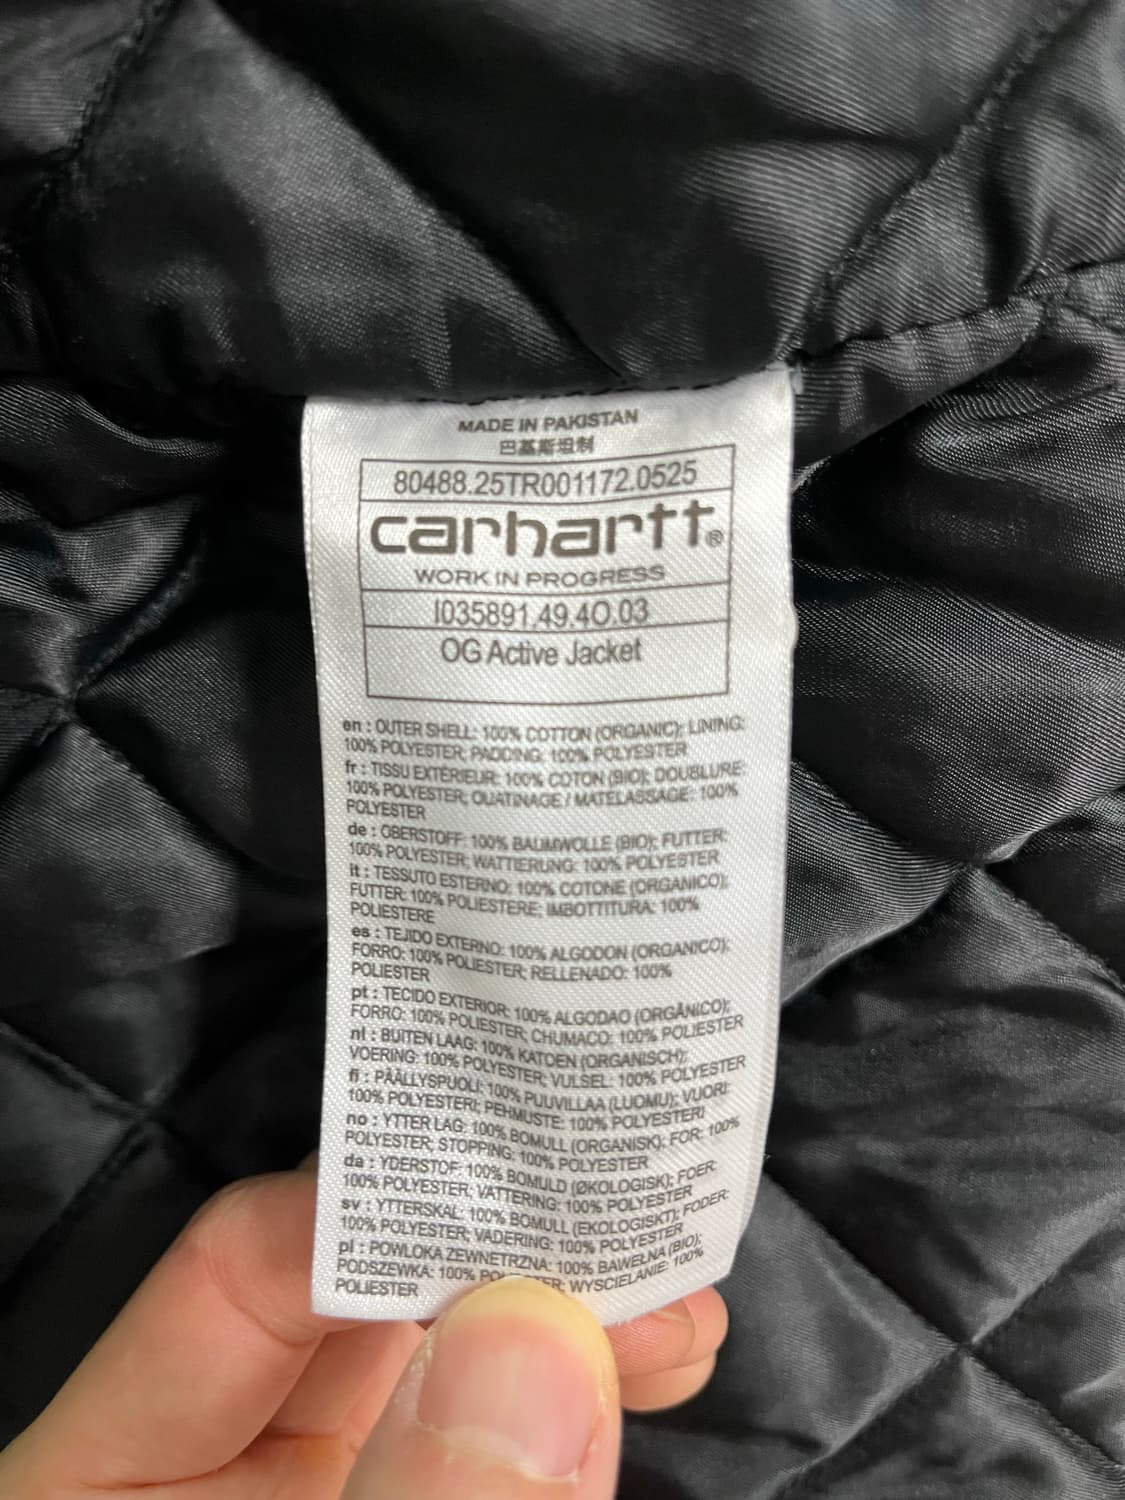 MADE IN PAKISTAN
巴基斯坦制
80488.25TR001172.0525
carhartt®
WORK IN PROGRESS
I035891.49.4O.03
OG Active Jacket
en : OUTER SHELL: 100% COTTON (ORGANIC); LINING:
100% POLYESTER; PADDING: 100% POLYESTER
fr : TISSU EXTERIEUR: 100% COTON (BIO); DOUBLURE:
100% POLYESTER; OUATINAGE / MATELASSAGE: 100%
POLYESTER
de : OBERSTOFF: 100% BAUMWOLLE (BIO); FUTTER:
100% POLYESTER; WATTIERUNG: 100% POLYESTER
it : TESSUTO ESTERNO: 100% COTONE (ORGANICO);
FUTTER: 100% POLIESTERE; IMBOTTITURA: 100%
POLIESTERE
es : TEJIDO EXTERNO: 100% ALGODON (ORGANICO);
FORRO: 100% POLIESTER; RELLENADO: 100%
POLIESTER
pt : TECIDO EXTERIOR: 100% ALGODAO (ORGÂNICO);
FORRO: 100% POLIESTER; CHUMACO: 100% POLIESTER
nl : BUITEN LAAG: 100% KATOEN (ORGANISCH);
VOERING: 100% POLYESTER; VULSEL: 100% POLYESTER
fi : PÄÄLLYSPUOLI: 100% PUUVILLAA (LUOMU); VUORI:
100% POLYESTERI; PEHMUSTE: 100% POLYESTERI
no : YTTER LAG: 100% BOMULL (ORGANISK); FOR: 100%
POLYESTER; STOPPING: 100% POLYESTER
da : YDERSTOF: 100% BOMULD (ØKOLOGISK); FOER:
100% POLYESTER; VATTERING: 100% POLYESTER
sv : YTTERSKAL: 100% BOMULL (EKOLOGISKT); FODER:
100% POLYESTER; VADERING: 100% POLYESTER
pl : POWLOKA ZEWNETRZNA: 100% BAWEŁNA (BIO);
PODSZEWKA: 100% WYSCIELANIE: 100%
POLIESTER